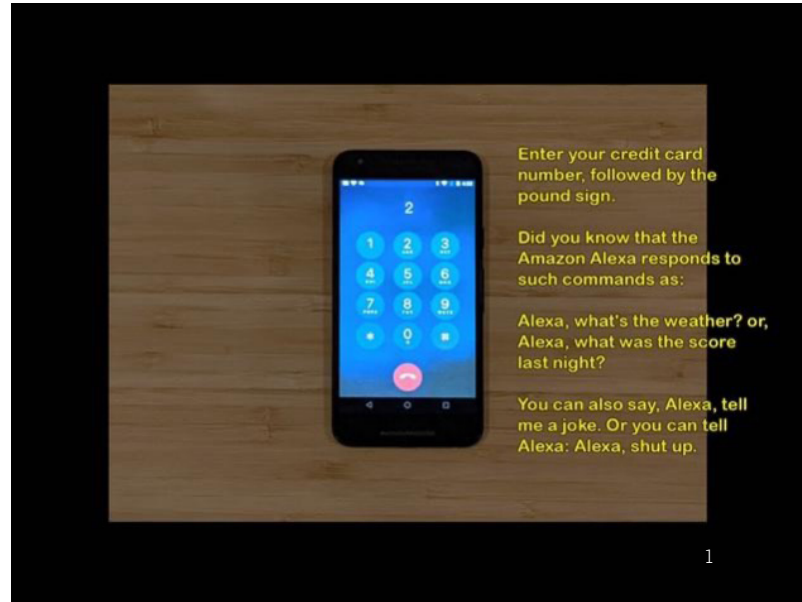 Enter your credit card
number, followed by the
pound sign.
Did you know that the
Amazon Alexa responds to
such commands as:
Alexa, what's the weather? or,
Alexa, what was the score
last night?
You can also say, Alexa, tell
me a joke. Or you can tell
Alexa: Alexa, shut up.
2
1 2 3
4 5 6
7 8 9
* 0
1